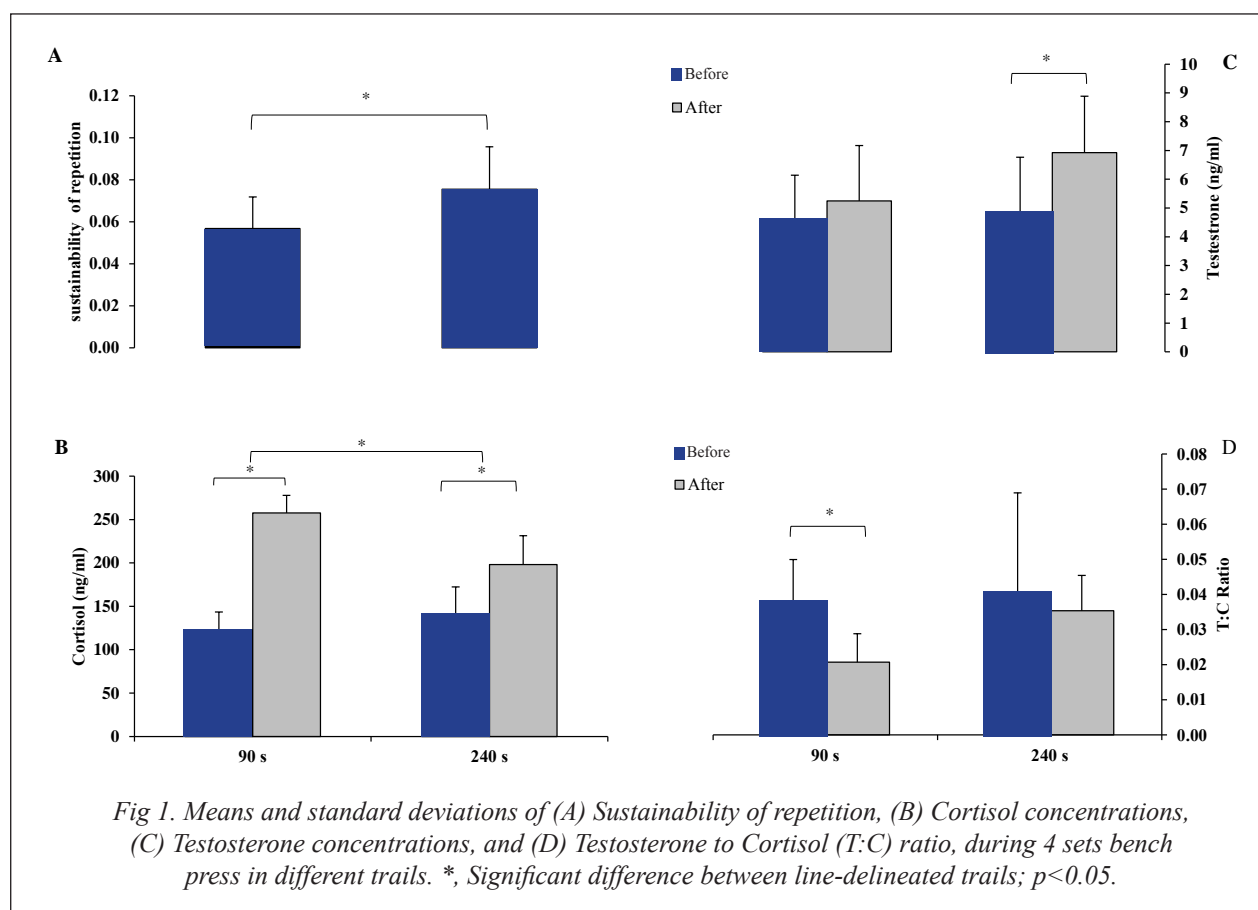 A
*
sustainability of repetition
0.12
0.10
0.08
0.06
0.04
0.02
0.00
Before
After
C
*
Testestrone (ng/ml)
10
9
8
7
6
5
4
3
2
1
0
B
*
*
*
Cortisol (ng/ml)
300
250
200
150
100
50
0
90 s
240 s
Before
After
D
*
T:C Ratio
0.08
0.07
0.06
0.05
0.04
0.03
0.02
0.01
0.00
90 s
240 s
Fig 1. Means and standard deviations of (A) Sustainability of repetition, (B) Cortisol concentrations,
(C) Testosterone concentrations, and (D) Testosterone to Cortisol (T:C) ratio, during 4 sets bench
press in different trails. *, Significant difference between line-delineated trails; p<0.05.